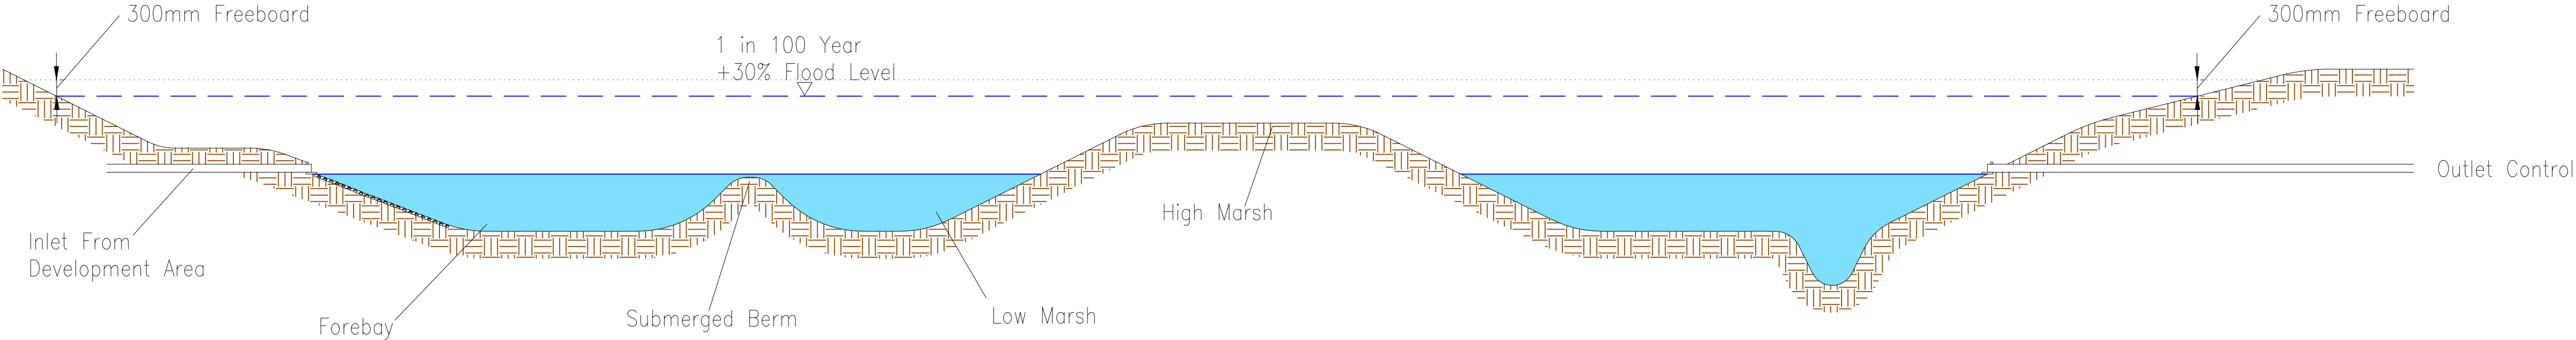 300mm Freeboard
1 in 100 Year
+30% Flood Level
300mm Freeboard
Outlet Control
High Marsh
Inlet From
Development Area
Forebay
Submerged Berm
Low Marsh